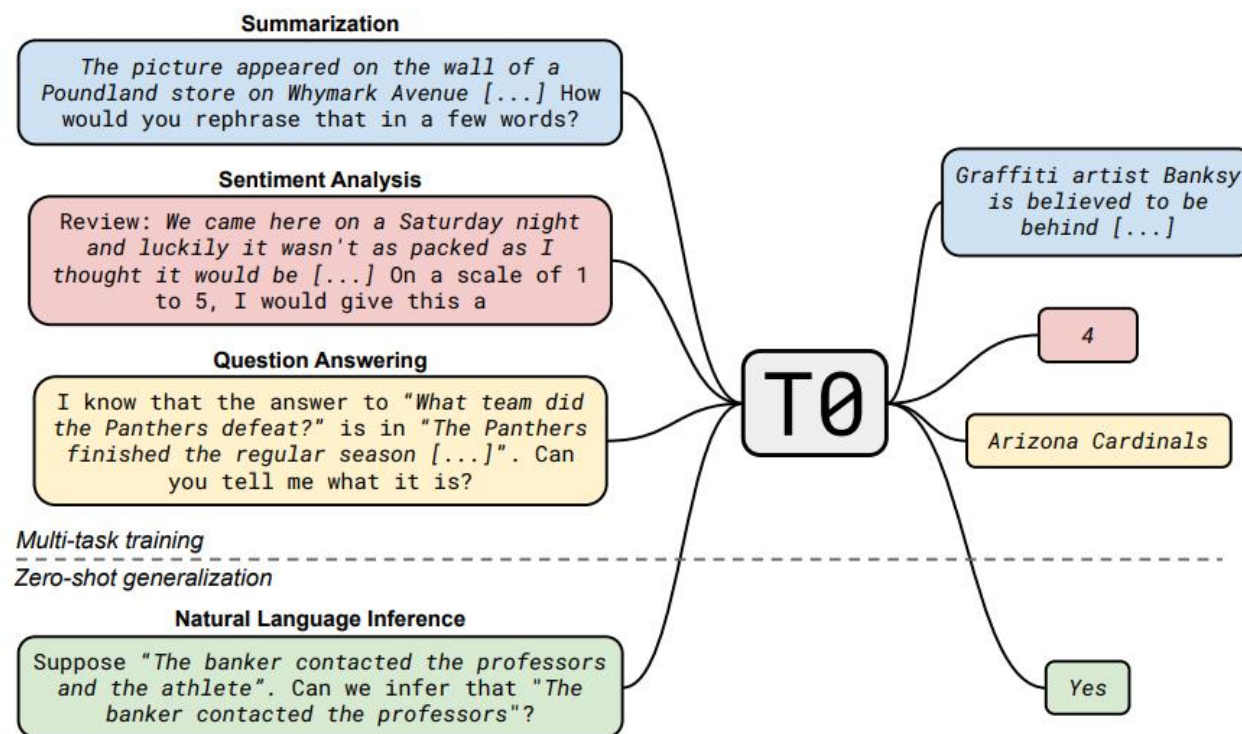 Summarization
The picture appeared on the wall of a
Poundland store on Whymark Avenue [...] How
would you rephrase that in a few words?
Sentiment Analysis
Review: We came here on a Saturday night
and luckily it wasn't as packed as I
thought it would be [...] On a scale of 1
to 5, I would give this a
Question Answering
I know that the answer to “What team did
the Panthers defeat?” is in “The Panthers
finished the regular season [...]”. Can
you tell me what it is?
Multi-task training
Zero-shot generalization
Natural Language Inference
Suppose “The banker contacted the professors
and the athlete”. Can we infer that "The
banker contacted the professors"?
T0
Graffiti artist Banksy
is believed to be
behind [...]
4
Arizona Cardinals
Yes